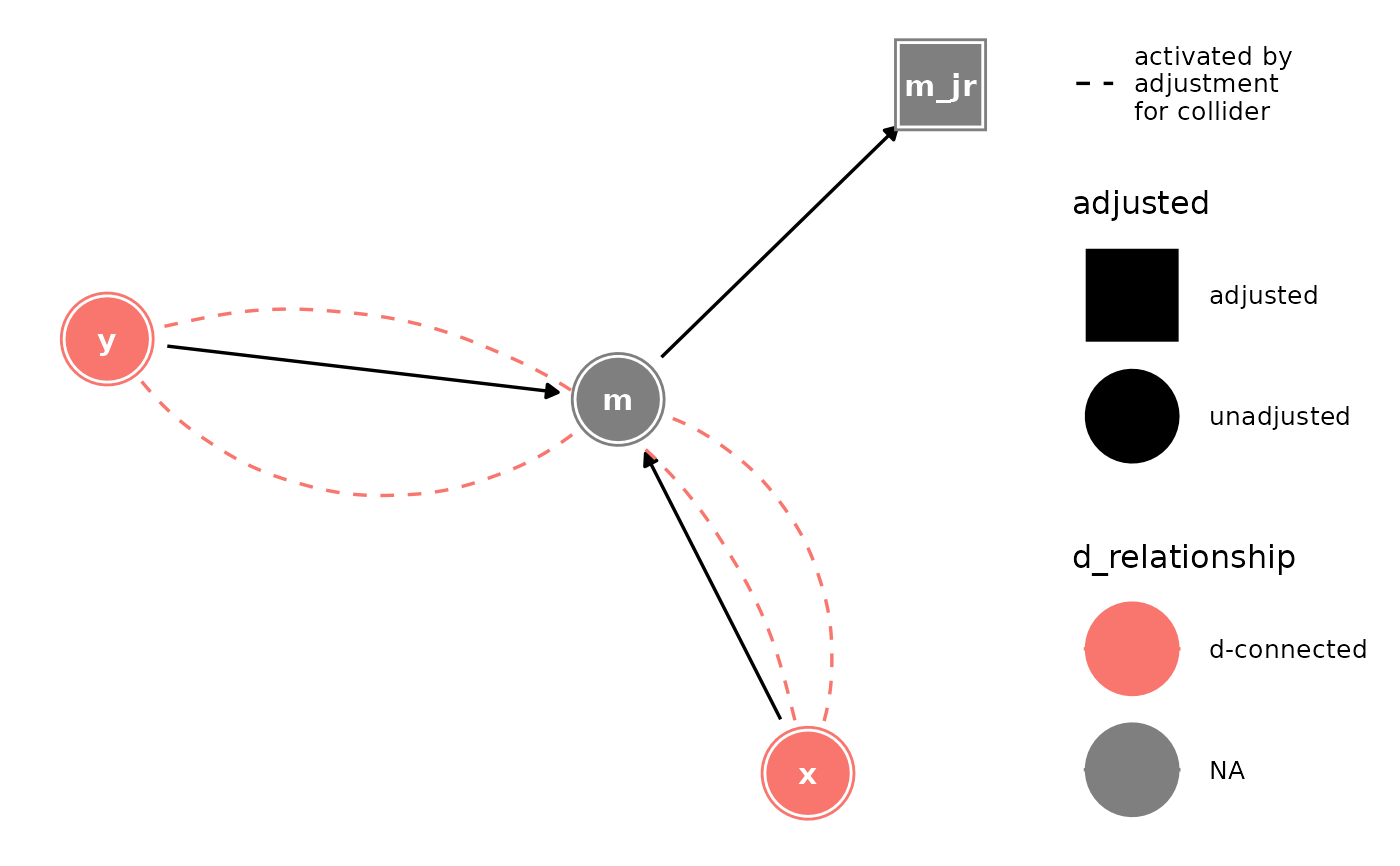 m_jr
y
m
x
activated by
adjustment
for collider
adjusted
adjusted
unadjusted
d_relationship
d-connected
NA